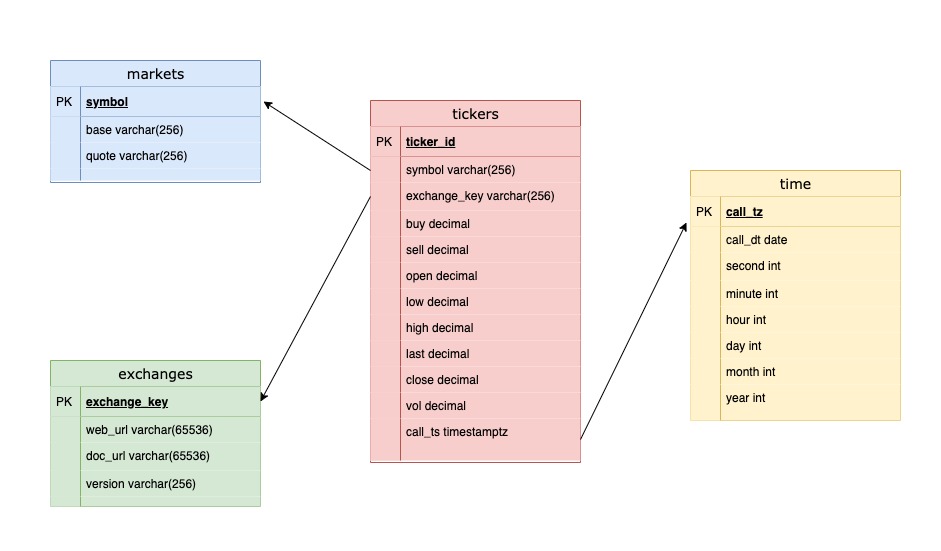 markets
PK symbol
base varchar(256)
quote varchar(256)
tickers
PK ticker_id
symbol varchar(256)
exchange_key varchar(256)
buy decimal
sell decimal
open decimal
low decimal
high decimal
last decimal
close decimal
vol decimal
call_ts timestamptz
time
PK call_tz
call_dt date
second int
minute int
hour int
day int
month int
year int
exchanges
PK exchange_key
web_url varchar(65536)
doc_url varchar(65536)
version varchar(256)